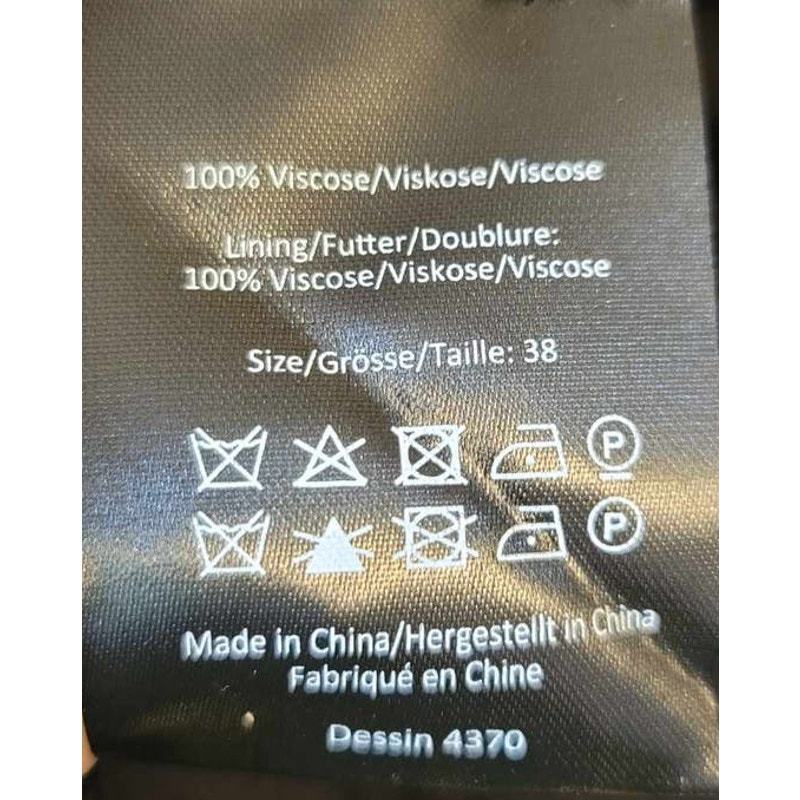 100% Viscose/Viskose/Viscose
Lining/Futter/Doublure:
100% Viscose/Viskose/Viscose
Size/Grösse/Taille: 38
P
P
Made in China/Hergestellt in China
Fabriqué en Chine
Dessin 4370